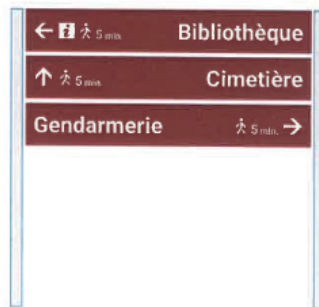 ← i 5 min. Bibliothèque
↑ 5 min. Cimetière
Gendarmerie 5 min. →